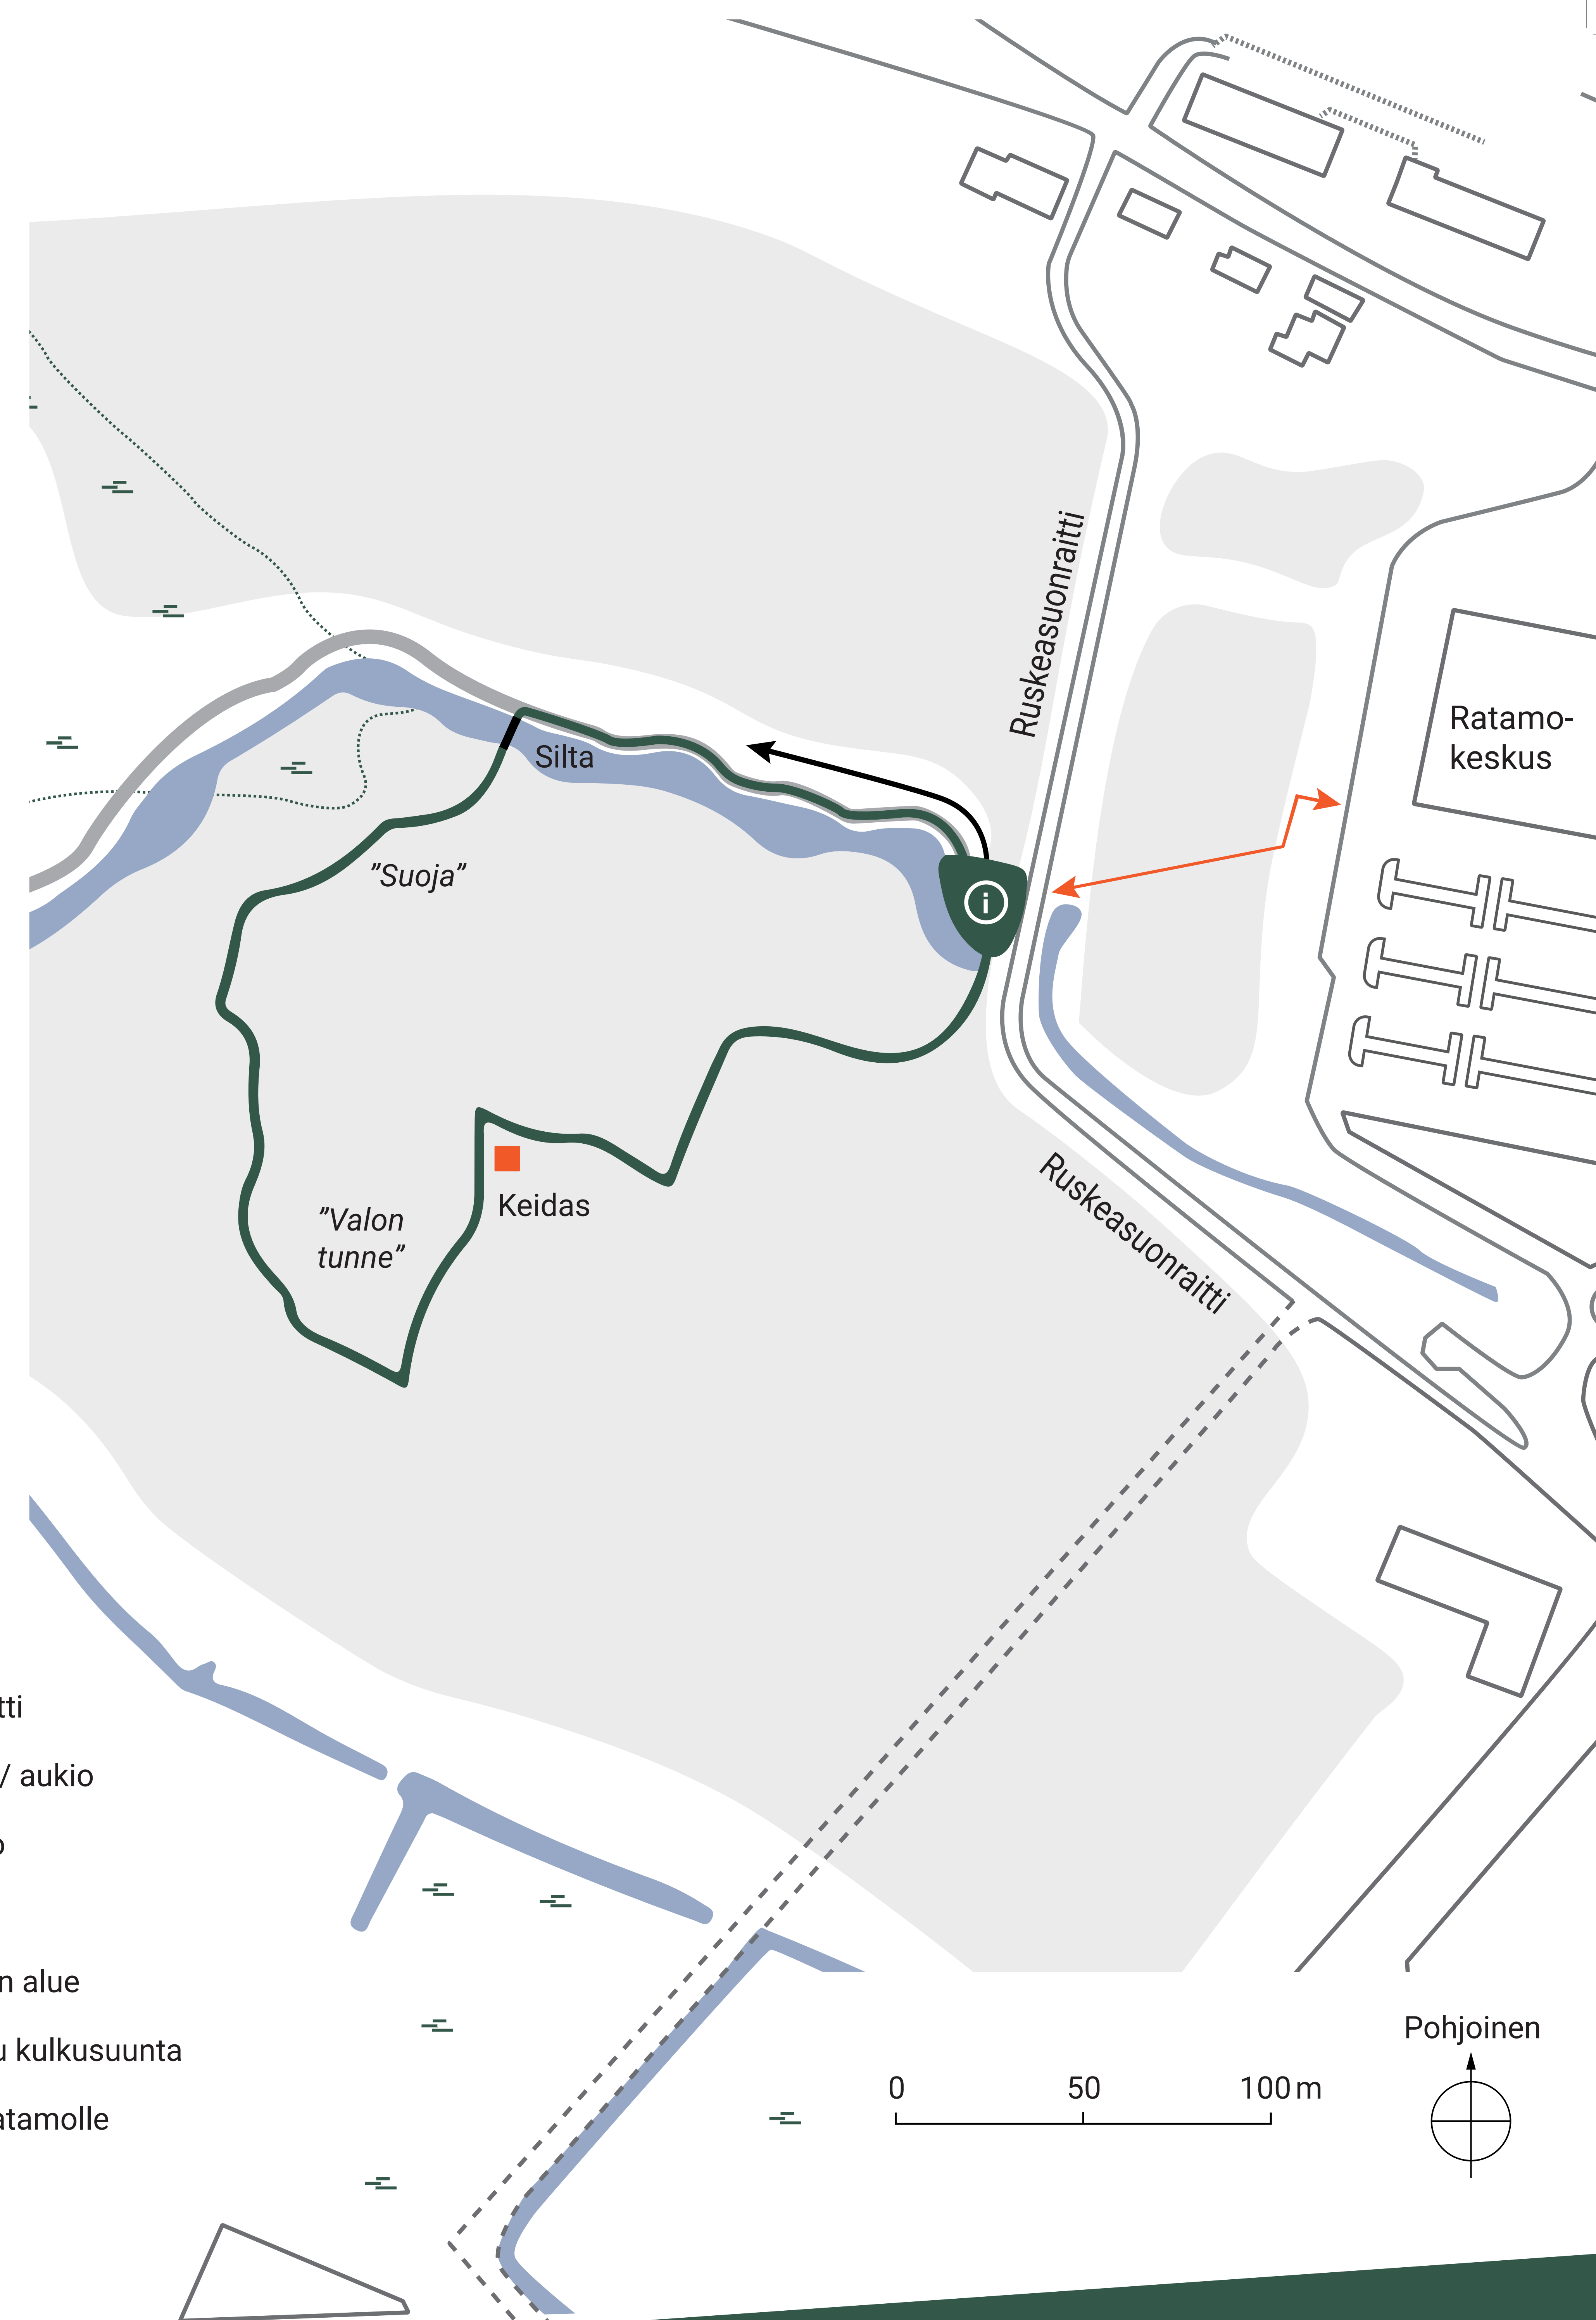 Ruskeasuonraitti
Ratamo-
keskus
Silta
”Suoja”
i
Ruskeasuonraitti
Keidas
”Valon
tunne”
tti
/ aukio
n alue
u kulkusuunta
atamolle
Pohjoinen
0 50 100 m